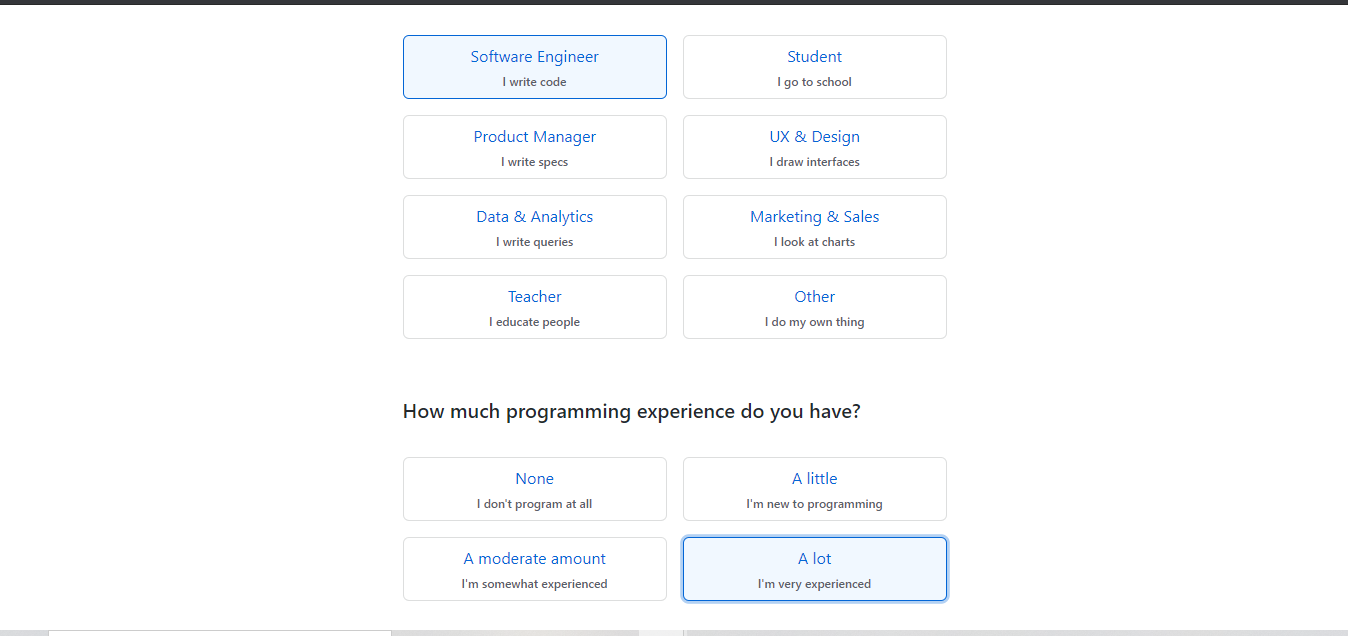 Software Engineer
I write code
Student
I go to school
Product Manager
I write specs
UX & Design
I draw interfaces
Data & Analytics
I write queries
Marketing & Sales
I look at charts
Teacher
I educate people
Other
I do my own thing
How much programming experience do you have?
None
I don't program at all
A little
I'm new to programming
A moderate amount
I'm somewhat experienced
A lot
I'm very experienced